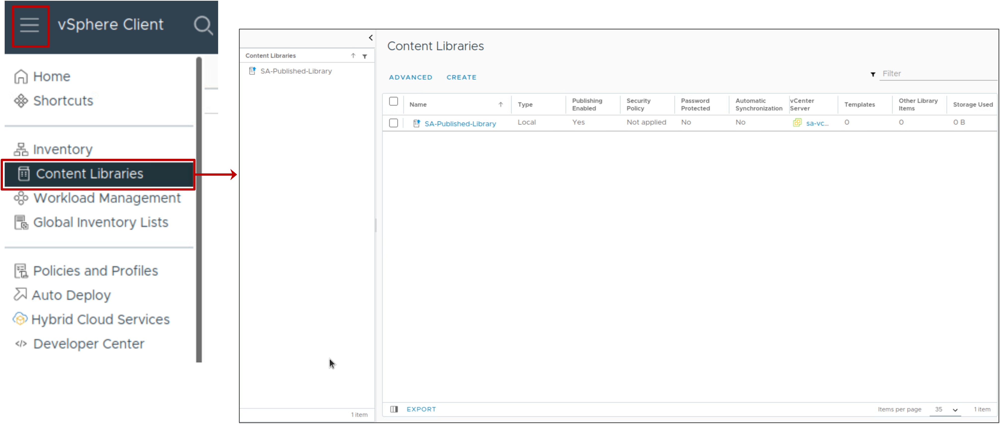 vSphere Client
Home
Shortcuts
Inventory
Content Libraries
Workload Management
Global Inventory Lists
Policies and Profiles
Auto Deploy
Hybrid Cloud Services
</> Developer Center
Content Libraries
SA-Published-Library
1 item
Content Libraries
ADVANCED CREATE
Filter
Name Type Publishing Enabled Security Policy Password Protected Automatic Synchronization vCenter Server Templates Other Library Items Storage Used
SA-Published-Library Local Yes Not applied No No sa-vc... 0 0 0 B
EXPORT Items per page 35 1 item